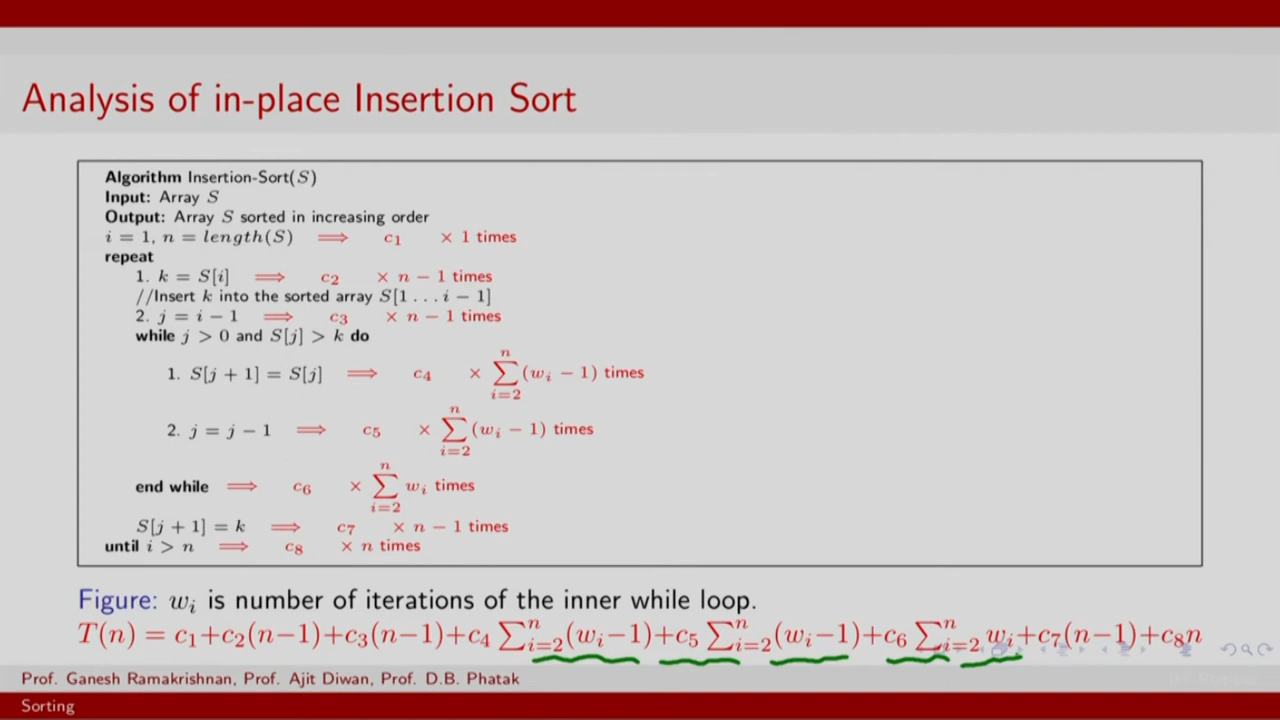 Analysis of in-place Insertion Sort
Algorithm Insertion-Sort(S)
Input: Array S
Output: Array S sorted in increasing order
i = 1, n = length(S) ⟹ c₁ × 1 times
repeat
1. k = S[i] ⟹ c₂ × n − 1 times
//Insert k into the sorted array S[1 . . . i − 1]
2. j = i − 1 ⟹ c₃ × n − 1 times
while j > 0 and S[j] > k do
1. S[j + 1] = S[j] ⟹ c₄ × ∑ⁿᵢ₌₂(wᵢ − 1) times
2. j = j − 1 ⟹ c₅ × ∑ⁿᵢ₌₂(wᵢ − 1) times
end while ⟹ c₆ × ∑ⁿᵢ₌₂ wᵢ times
S[j + 1] = k ⟹ c₇ × n − 1 times
until i > n ⟹ c₈ × n times
Figure: wᵢ is number of iterations of the inner while loop.
T(n) = c₁+c₂(n−1)+c₃(n−1)+c₄ ∑ⁿᵢ₌₂(wᵢ−1)+c₅ ∑ⁿᵢ₌₂(wᵢ−1)+c₆ ∑ⁿᵢ₌₂ wᵢ+c₇(n−1)+c₈n
Prof. Ganesh Ramakrishnan, Prof. Ajit Diwan, Prof. D.B. Phatak
Sorting